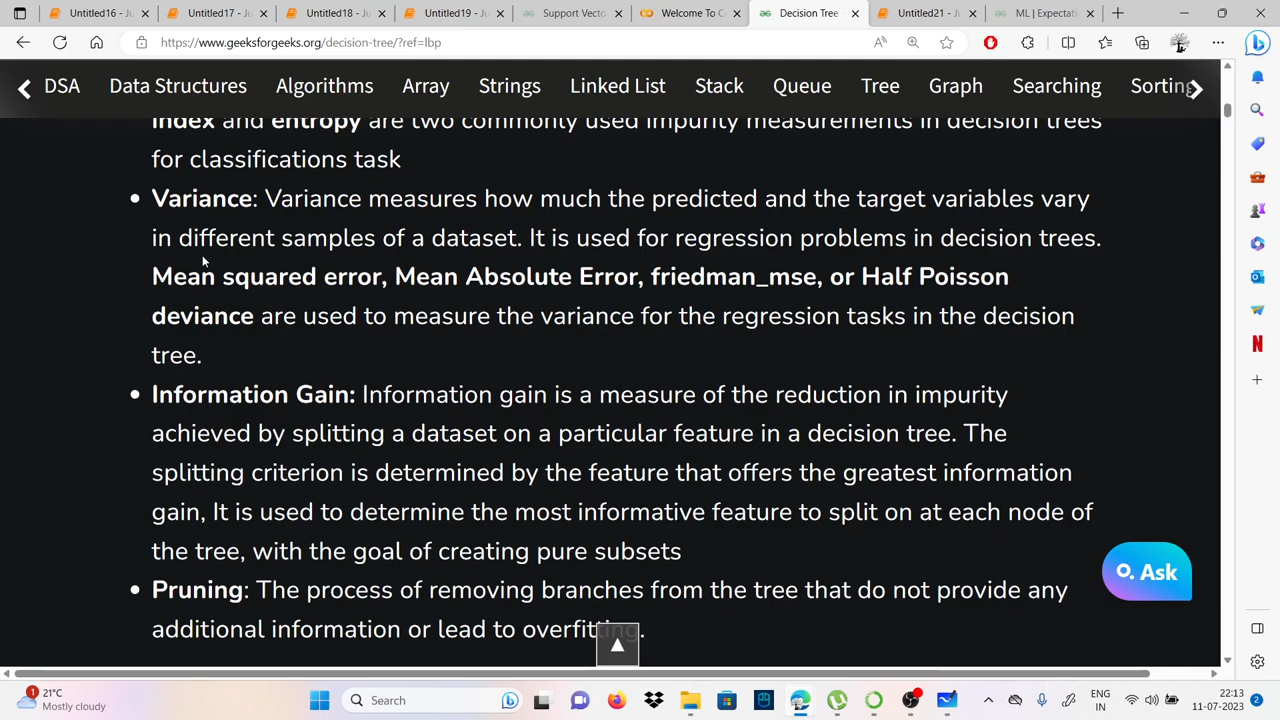 Untitled16 - Ju
Untitled17 - Ju
Untitled18 - Ju
Untitled19 - Ju
Support Vecto
Welcome To C
Decision Tree -
Untitled21 - Ju
ML | Expectati
https://www.geeksforgeeks.org/decision-tree/?ref=lbp
DSA Data Structures Algorithms Array Strings Linked List Stack Queue Tree Graph Searching Sorting
Index and entropy are two commonly used impurity measurements in decision trees
for classifications task
• Variance: Variance measures how much the predicted and the target variables vary
in different samples of a dataset. It is used for regression problems in decision trees.
Mean squared error, Mean Absolute Error, friedman_mse, or Half Poisson
deviance are used to measure the variance for the regression tasks in the decision
tree.
• Information Gain: Information gain is a measure of the reduction in impurity
achieved by splitting a dataset on a particular feature in a decision tree. The
splitting criterion is determined by the feature that offers the greatest information
gain, It is used to determine the most informative feature to split on at each node of
the tree, with the goal of creating pure subsets
Ask
• Pruning: The process of removing branches from the tree that do not provide any
additional information or lead to overfitting.
1
21°C
Mostly cloudy
Search
ENG
IN
22:13
11-07-2023
2